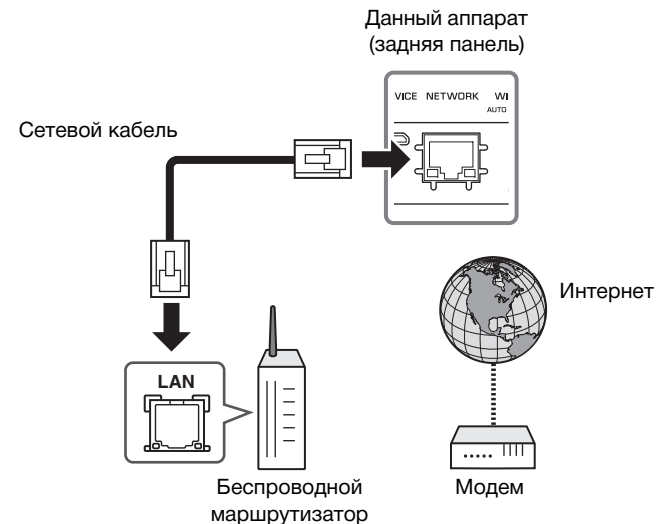 Данный аппарат
(задняя панель)
VICE NETWORK WI
AUTO
Сетевой кабель
Интернет
LAN
Беспроводной
маршрутизатор
Модем